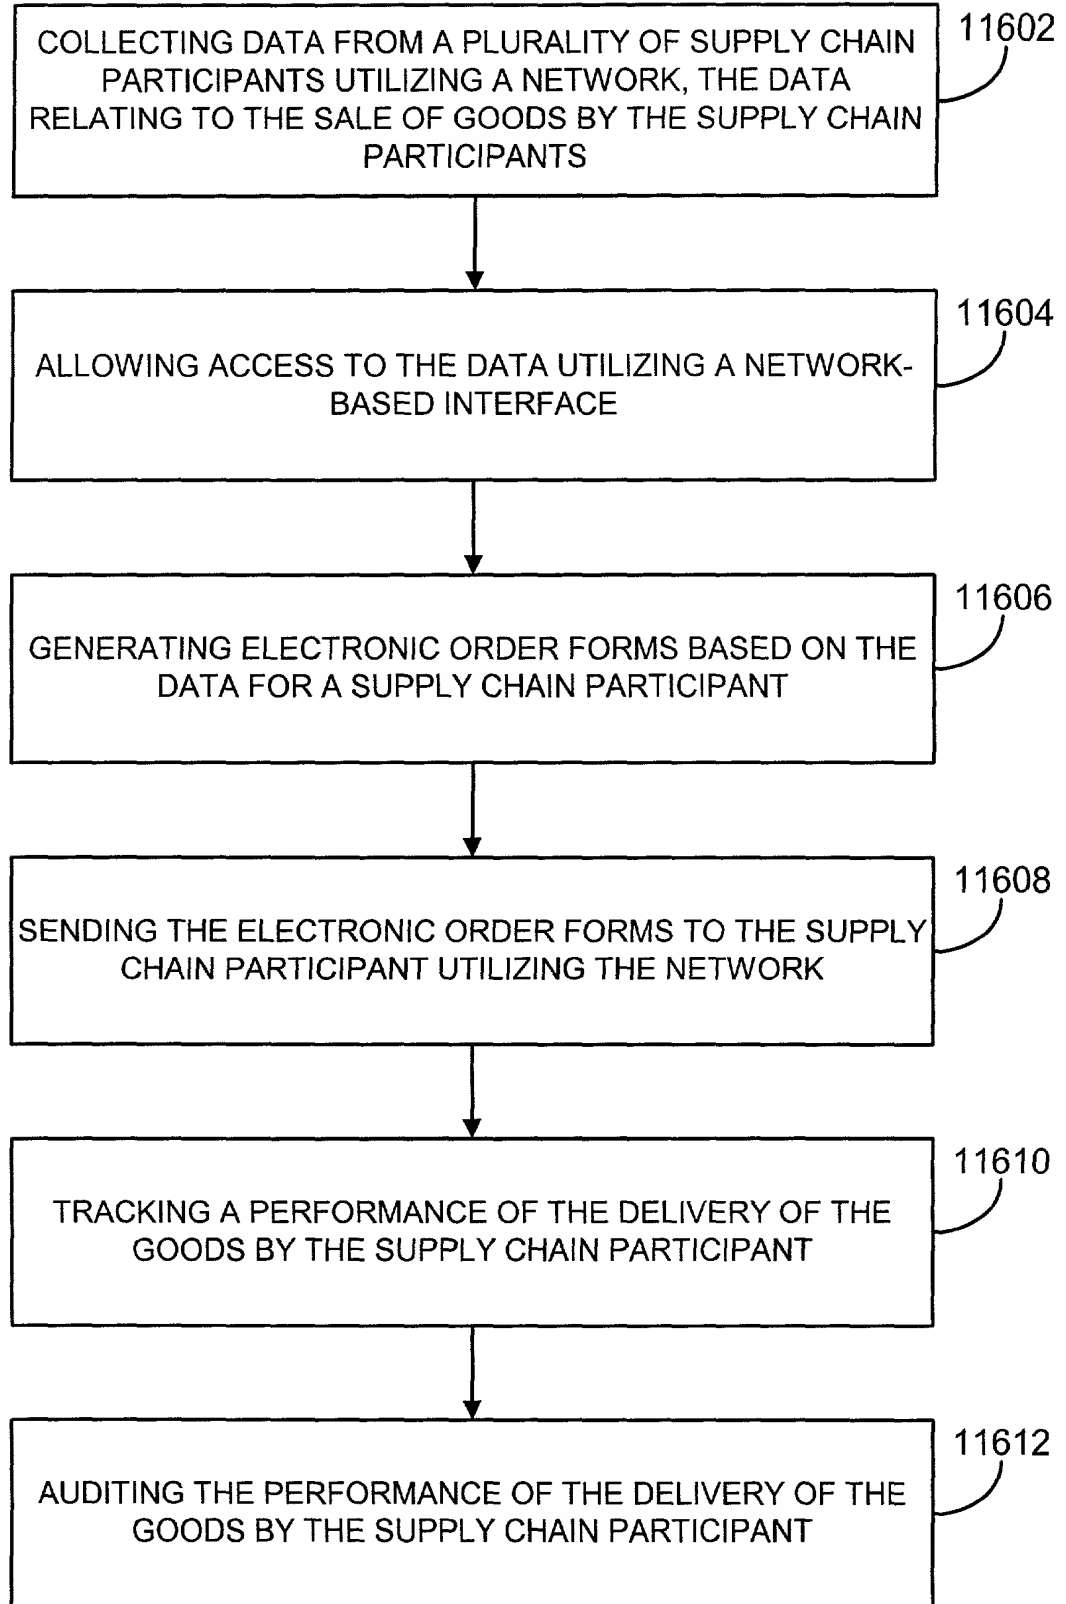 11602
COLLECTING DATA FROM A PLURALITY OF SUPPLY CHAIN
PARTICIPANTS UTILIZING A NETWORK, THE DATA
RELATING TO THE SALE OF GOODS BY THE SUPPLY CHAIN
PARTICIPANTS
11604
ALLOWING ACCESS TO THE DATA UTILIZING A NETWORK-
BASED INTERFACE
11606
GENERATING ELECTRONIC ORDER FORMS BASED ON THE
DATA FOR A SUPPLY CHAIN PARTICIPANT
11608
SENDING THE ELECTRONIC ORDER FORMS TO THE SUPPLY
CHAIN PARTICIPANT UTILIZING THE NETWORK
11610
TRACKING A PERFORMANCE OF THE DELIVERY OF THE
GOODS BY THE SUPPLY CHAIN PARTICIPANT
11612
AUDITING THE PERFORMANCE OF THE DELIVERY OF THE
GOODS BY THE SUPPLY CHAIN PARTICIPANT